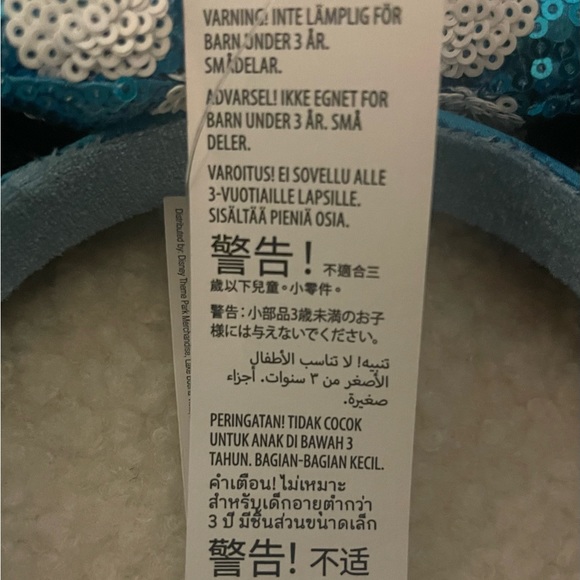 VARNING! INTE LÄMPLIG FÖR
BARN UNDER 3 ÅR.
SMÅDELAR.
ADVARSEL! IKKE EGNET FOR
BARN UNDER 3 ÅR. SMÅ
DELER.
VAROITUS! EI SOVELLU ALLE
3-VUOTIAILLE LAPSILLE.
SISÄLTÄÄ PIENIÄ OSIA.
警告! 不適合三
歲以下兒童。小零件。
警告:小部品3歳未満のお子
様には与えないでください。
تنبيه! لا تناسب الأطفال
الأصغر من ٣ سنوات. أجزاء
صغيرة.
PERINGATAN! TIDAK COCOK
UNTUK ANAK DI BAWAH 3
TAHUN. BAGIAN-BAGIAN KECIL.
คำเตือน! ไม่เหมาะ
สำหรับเด็กอายุต่ำกว่า
3 ปี มีชิ้นส่วนขนาดเล็ก
警告! 不适
Distributed by: Disney Theme Park Merchandise, Lake